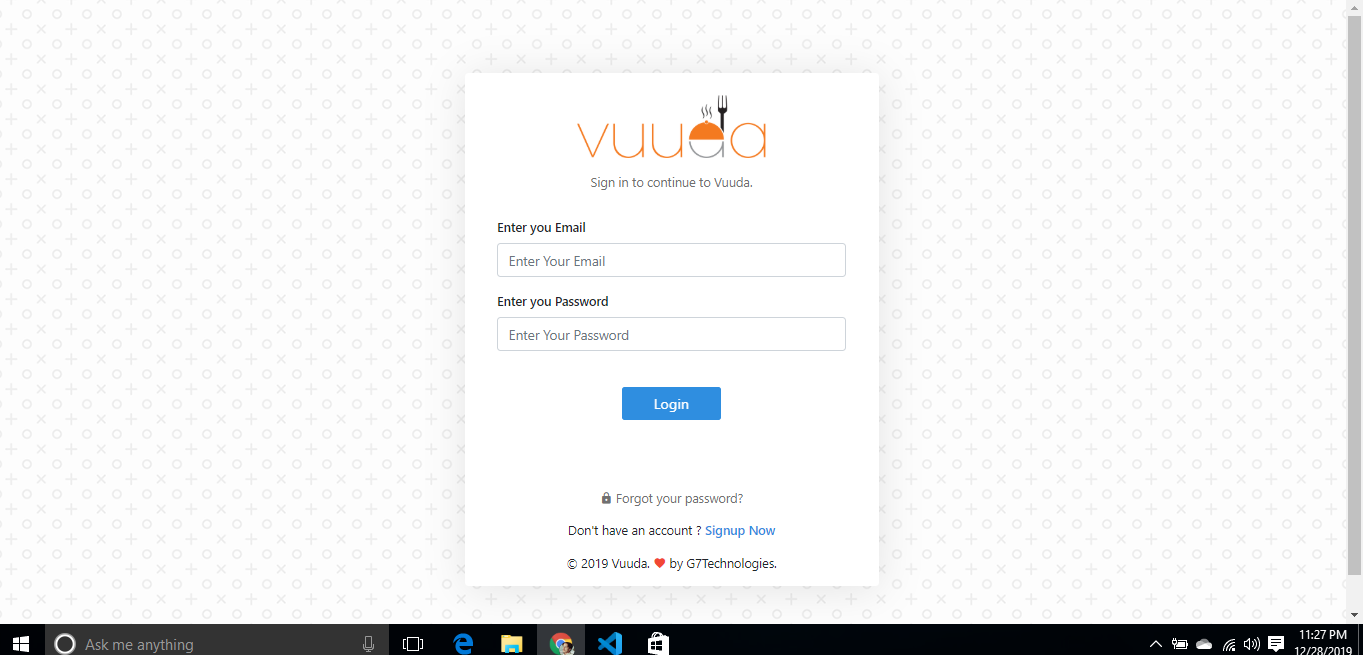 vuuda
Sign in to continue to Vuuda.
Enter you Email
Enter Your Email
Enter you Password
Enter Your Password
Login
Forgot your password?
Don't have an account ? Signup Now
© 2019 Vuuda. ❤ by G7Technologies.
Ask me anything
11:27 PM
12/28/2019